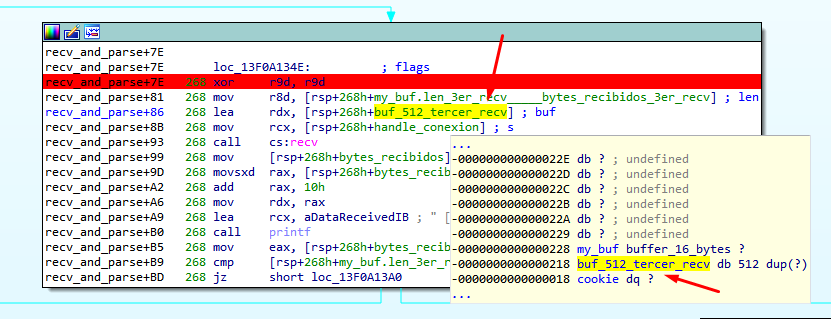 recv_and_parse+7E
recv_and_parse+7E loc_13F0A134E: ; flags
recv_and_parse+7E 268 xor r9d, r9d
recv_and_parse+81 268 mov r8d, [rsp+268h+my_buf.len_3er_recv_____bytes_recibidos_3er_recv] ; len
recv_and_parse+86 268 lea rdx, [rsp+268h+buf_512_tercer_recv] ; buf
recv_and_parse+8B 268 mov rcx, [rsp+268h+handle_conexion] ; s
recv_and_parse+93 268 call cs:recv
recv_and_parse+99 268 mov [rsp+268h+bytes_recibidos]
recv_and_parse+9D 268 movsxd rax, [rsp+268h+bytes_rec
recv_and_parse+A2 268 add rax, 10h
recv_and_parse+A6 268 mov rdx, rax
recv_and_parse+A9 268 lea rcx, aDataReceivedIB ; " [
recv_and_parse+B0 268 call printf
recv_and_parse+B5 268 mov eax, [rsp+268h+bytes_recib
recv_and_parse+B9 268 cmp [rsp+268h+my_buf.len_3er_r
recv_and_parse+BD 268 jz short loc_13F0A13A0
...
-000000000000022E db ? ; undefined
-000000000000022D db ? ; undefined
-000000000000022C db ? ; undefined
-000000000000022B db ? ; undefined
-000000000000022A db ? ; undefined
-0000000000000229 db ? ; undefined
-0000000000000228 my_buf buffer_16_bytes ?
-0000000000000218 buf_512_tercer_recv db 512 dup(?)
-0000000000000018 cookie dq ?
...